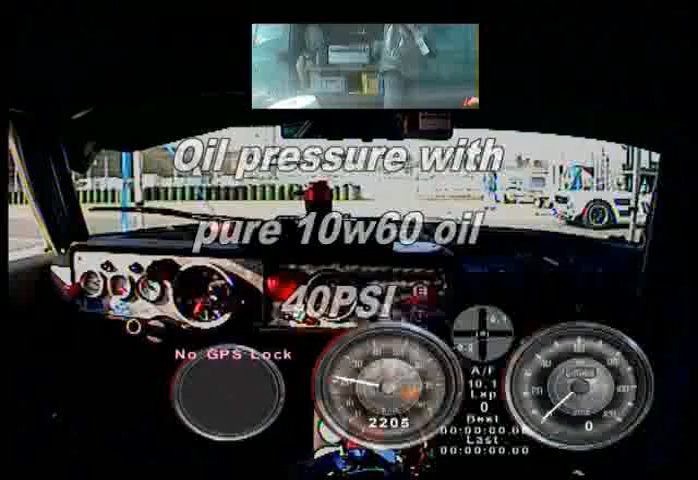 Oil pressure with
pure 10w60 oil
40PSI
No GPS Lock
A/F
10.1
Lap
0
Best
00:00:00.00
Last
00:00:00.00
2205
0